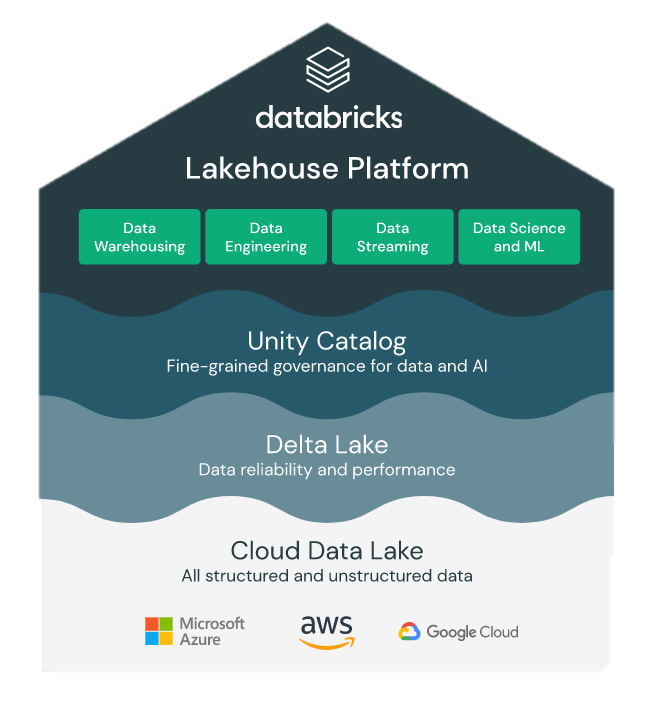 databricks
Lakehouse Platform
Data
Warehousing
Data
Engineering
Data
Streaming
Data Science
and ML
Unity Catalog
Fine-grained governance for data and AI
Delta Lake
Data reliability and performance
Cloud Data Lake
All structured and unstructured data
Microsoft
Azure
aws
Google Cloud